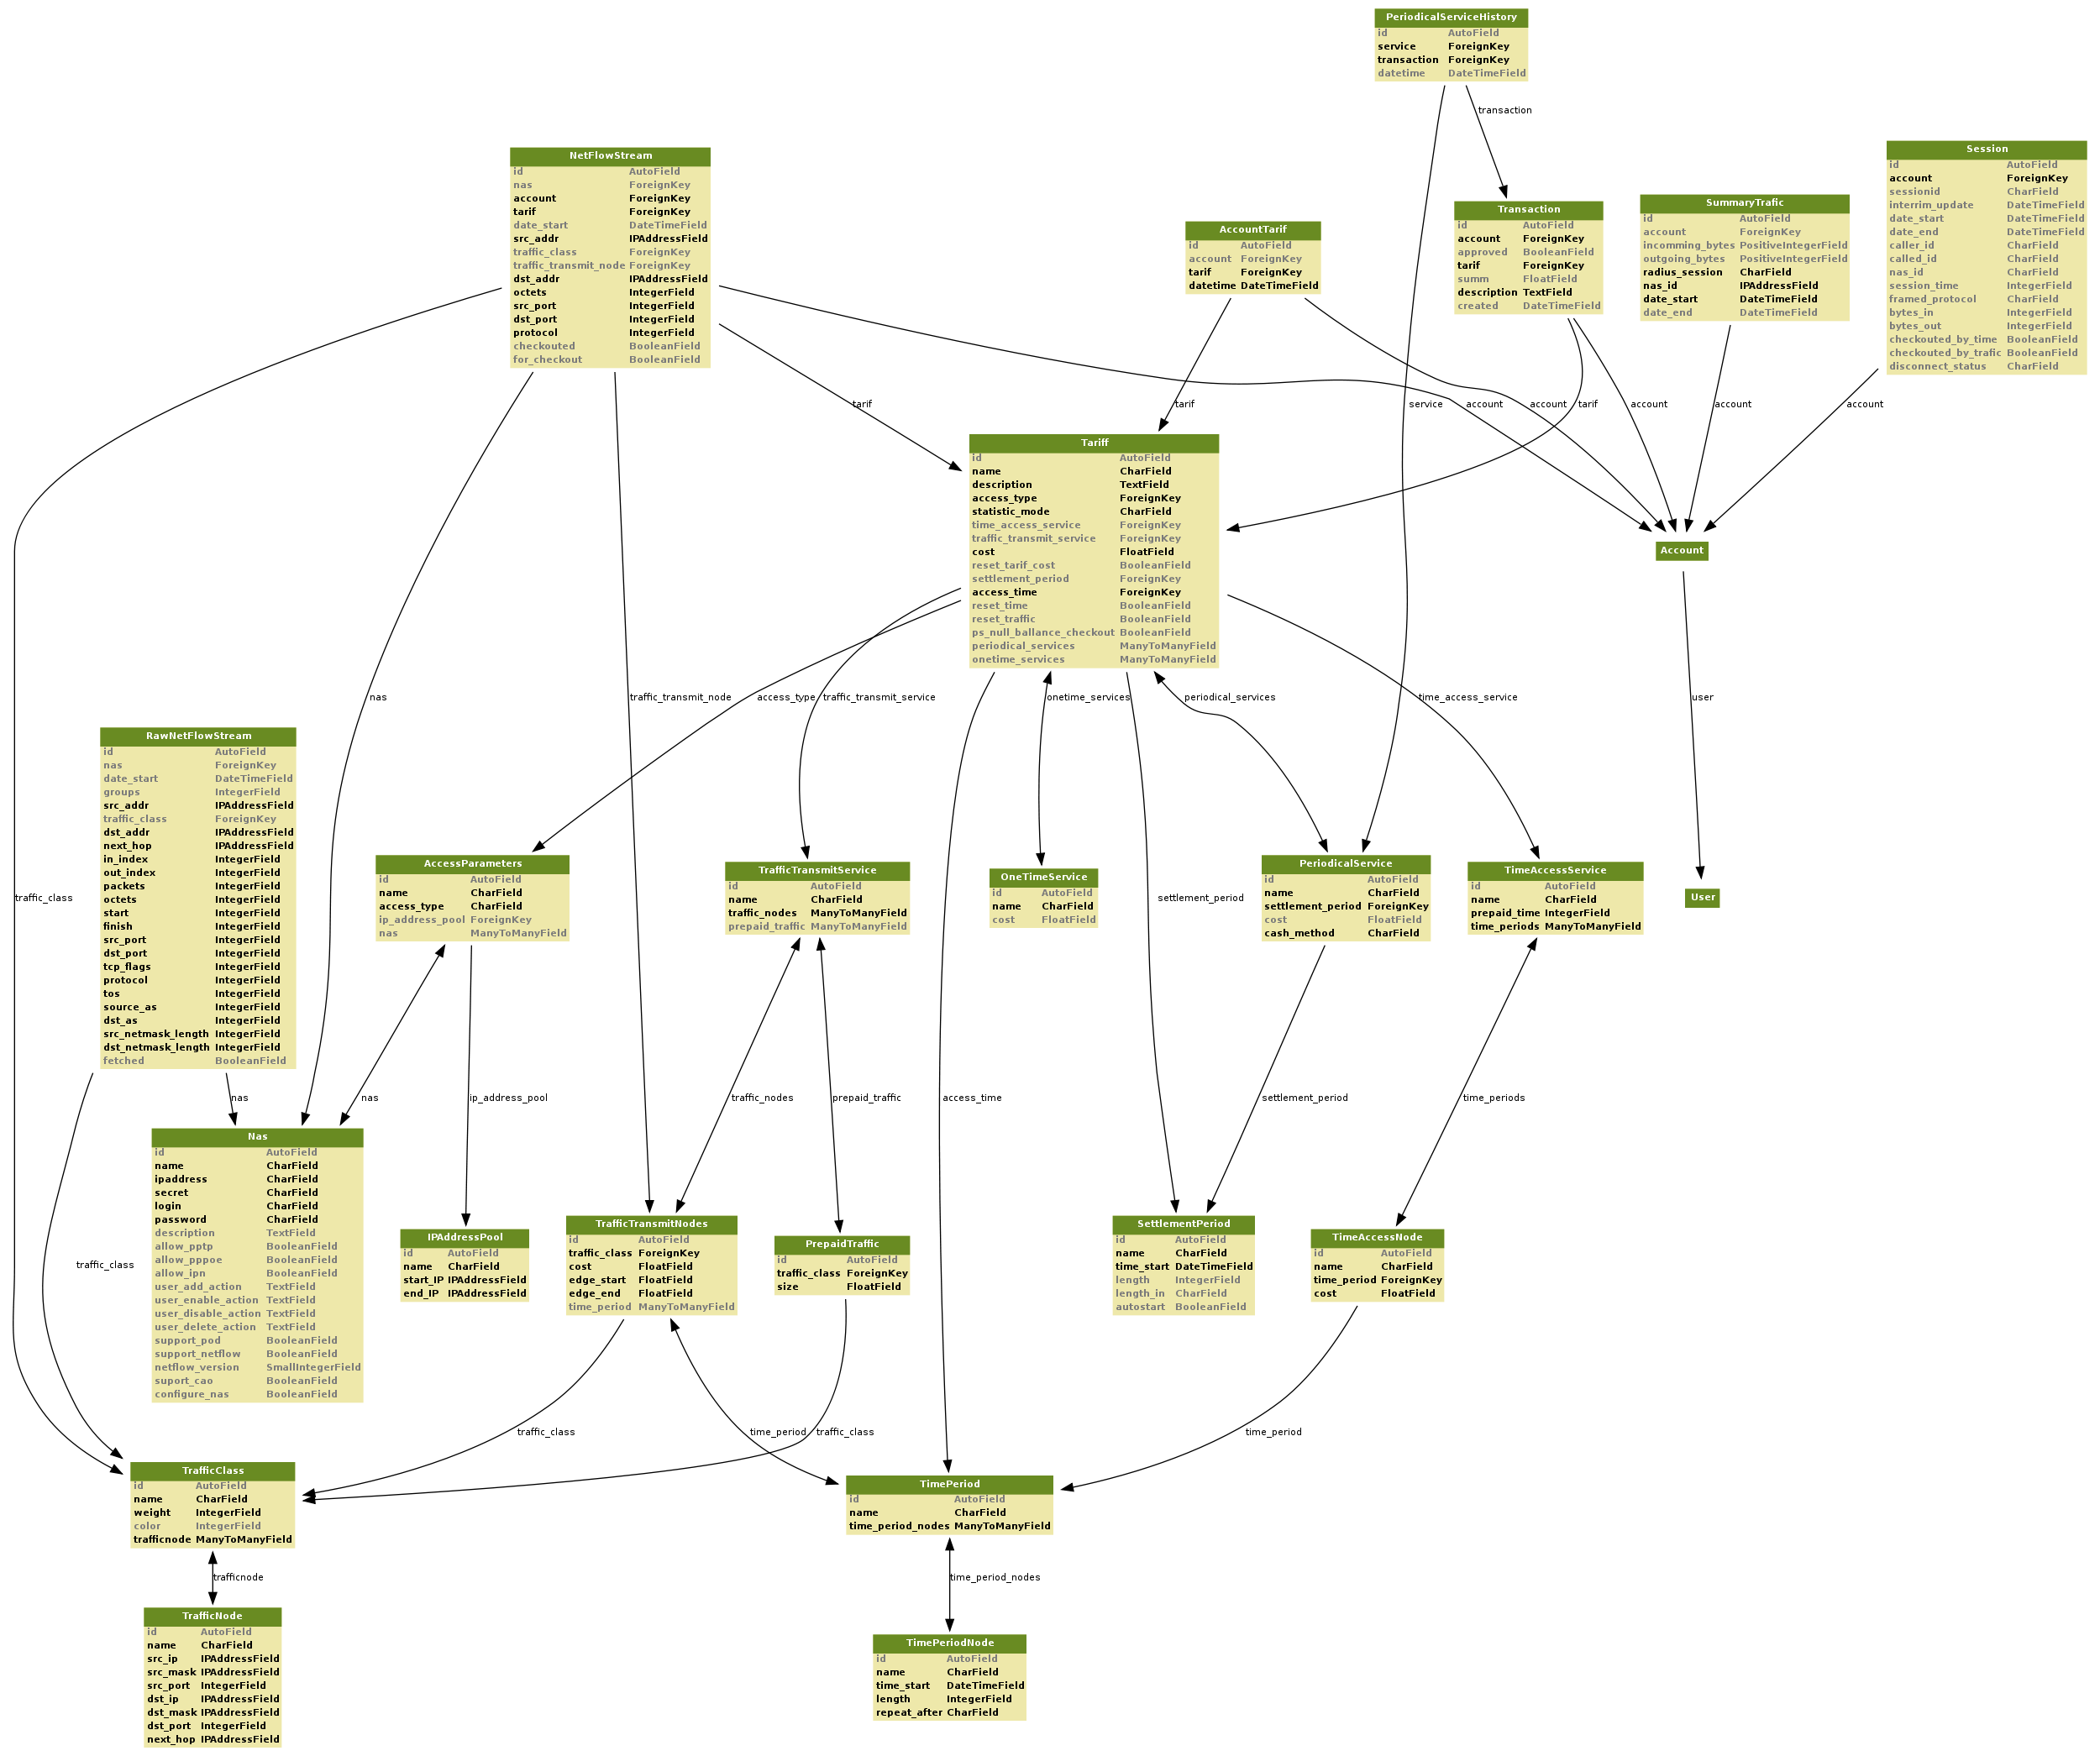 PeriodicalServiceHistory
id AutoField
service ForeignKey
transaction ForeignKey
datetime DateTimeField
transaction
NetFlowStream
id AutoField
nas ForeignKey
account ForeignKey
tarif ForeignKey
date_start DateTimeField
src_addr IPAddressField
traffic_class ForeignKey
traffic_transmit_node ForeignKey
dst_addr IPAddressField
octets IntegerField
src_port IntegerField
dst_port IntegerField
protocol IntegerField
checkouted BooleanField
for_checkout BooleanField
AccountTarif
id AutoField
account ForeignKey
tarif ForeignKey
datetime DateTimeField
Transaction
id AutoField
account ForeignKey
approved BooleanField
tarif ForeignKey
summ FloatField
description TextField
created DateTimeField
SummaryTrafic
id AutoField
account ForeignKey
incomming_bytes PositiveIntegerField
outgoing_bytes PositiveIntegerField
radius_session CharField
nas_id IPAddressField
date_start DateTimeField
date_end DateTimeField
Session
id AutoField
account ForeignKey
sessionid CharField
interrim_update DateTimeField
date_start DateTimeField
date_end DateTimeField
caller_id CharField
called_id CharField
nas_id CharField
session_time IntegerField
framed_protocol CharField
bytes_in IntegerField
bytes_out IntegerField
checkouted_by_time BooleanField
checkouted_by_trafic BooleanField
disconnect_status CharField
tarif
tarif
service
account
account
tarif
account
account
account
Tariff
id AutoField
name CharField
description TextField
access_type ForeignKey
statistic_mode CharField
time_access_service ForeignKey
traffic_transmit_service ForeignKey
cost FloatField
reset_tarif_cost BooleanField
settlement_period ForeignKey
access_time ForeignKey
reset_time BooleanField
reset_traffic BooleanField
ps_null_ballance_checkout BooleanField
periodical_services ManyToManyField
onetime_services ManyToManyField
Account
nas
traffic_transmit_node
access_type
traffic_transmit_service
onetime_services
periodical_services
time_access_service
user
RawNetFlowStream
id AutoField
nas ForeignKey
date_start DateTimeField
groups IntegerField
src_addr IPAddressField
traffic_class ForeignKey
dst_addr IPAddressField
next_hop IPAddressField
in_index IntegerField
out_index IntegerField
packets IntegerField
octets IntegerField
start IntegerField
finish IntegerField
src_port IntegerField
dst_port IntegerField
tcp_flags IntegerField
protocol IntegerField
tos IntegerField
source_as IntegerField
dst_as IntegerField
src_netmask_length IntegerField
dst_netmask_length IntegerField
fetched BooleanField
traffic_class
AccessParameters
id AutoField
name CharField
access_type CharField
ip_address_pool ForeignKey
nas ManyToManyField
TrafficTransmitService
id AutoField
name CharField
traffic_nodes ManyToManyField
prepaid_traffic ManyToManyField
OneTimeService
id AutoField
name CharField
cost FloatField
settlement_period
PeriodicalService
id AutoField
name CharField
settlement_period ForeignKey
cost FloatField
cash_method CharField
TimeAccessService
id AutoField
name CharField
prepaid_time IntegerField
time_periods ManyToManyField
User
nas
nas
ip_address_pool
traffic_nodes
prepaid_traffic
access_time
settlement_period
time_periods
Nas
id AutoField
name CharField
ipaddress CharField
secret CharField
login CharField
password CharField
description TextField
allow_pptp BooleanField
allow_pppoe BooleanField
allow_ipn BooleanField
user_add_action TextField
user_enable_action TextField
user_disable_action TextField
user_delete_action TextField
support_pod BooleanField
support_netflow BooleanField
netflow_version SmallIntegerField
suport_cao BooleanField
configure_nas BooleanField
traffic_class
IPAddressPool
id AutoField
name CharField
start_IP IPAddressField
end_IP IPAddressField
TrafficTransmitNodes
id AutoField
traffic_class ForeignKey
cost FloatField
edge_start FloatField
edge_end FloatField
time_period ManyToManyField
PrepaidTraffic
id AutoField
traffic_class ForeignKey
size FloatField
SettlementPeriod
id AutoField
name CharField
time_start DateTimeField
length IntegerField
length_in CharField
autostart BooleanField
TimeAccessNode
id AutoField
name CharField
time_period ForeignKey
cost FloatField
traffic_class
time_period
traffic_class
time_period
TrafficClass
id AutoField
name CharField
weight IntegerField
color IntegerField
trafficnode ManyToManyField
TimePeriod
id AutoField
name CharField
time_period_nodes ManyToManyField
trafficnode
time_period_nodes
TrafficNode
id AutoField
name CharField
src_ip IPAddressField
src_mask IPAddressField
src_port IntegerField
dst_ip IPAddressField
dst_mask IPAddressField
dst_port IntegerField
next_hop IPAddressField
TimePeriodNode
id AutoField
name CharField
time_start DateTimeField
length IntegerField
repeat_after CharField